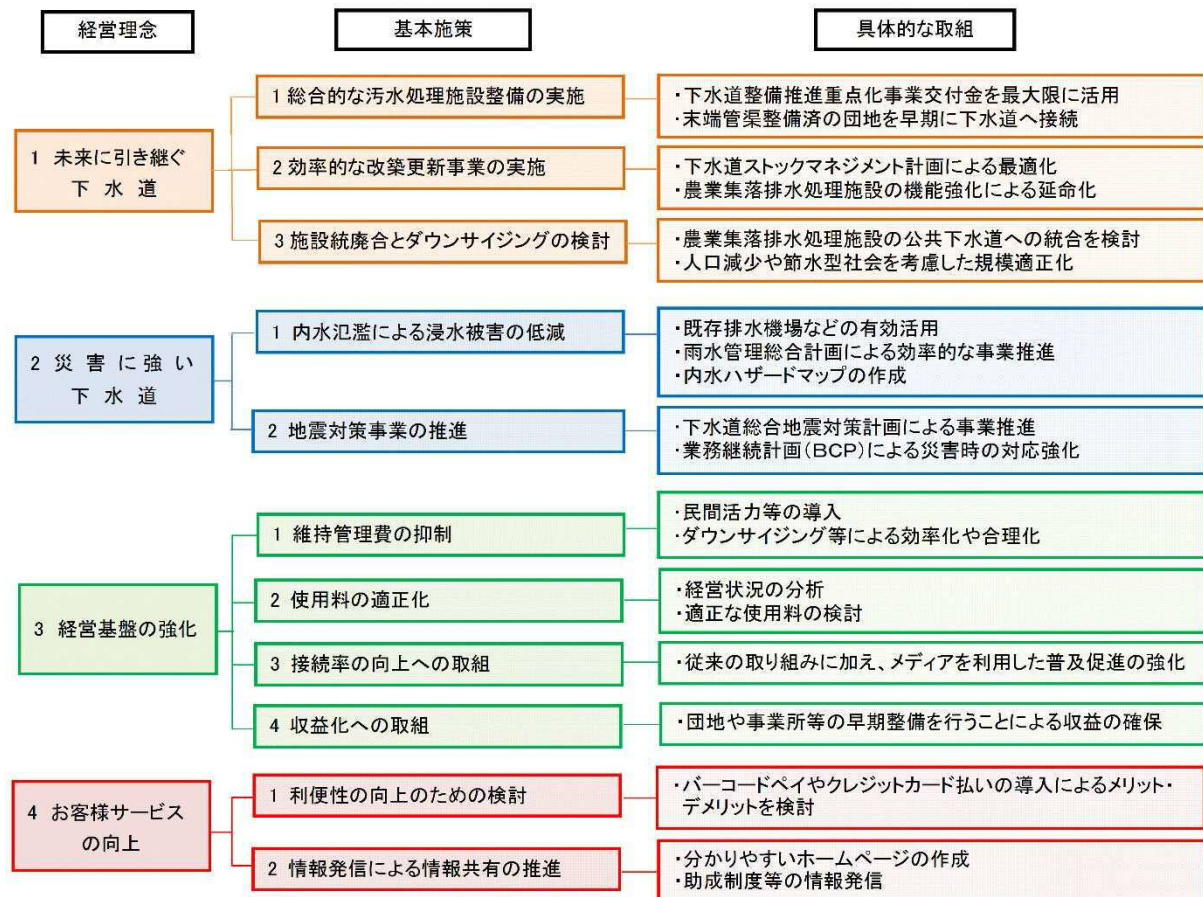 経営理念
基本施策
具体的な取組
1 未来に引き継ぐ
下水道
1 総合的な汚水処理施設整備の実施
・下水道整備推進重点化事業交付金を最大限に活用
・末端管渠整備済の団地を早期に下水道へ接続
2 効率的な改築更新事業の実施
・下水道ストックマネジメント計画による最適化
・農業集落排水処理施設の機能強化による延命化
3 施設統廃合とダウンサイジングの検討
・農業集落排水処理施設の公共下水道への統合を検討
・人口減少や節水型社会を考慮した規模適正化
2 災害に強い
下水道
1 内水氾濫による浸水被害の低減
・既存排水機場などの有効活用
・雨水管理総合計画による効率的な事業推進
・内水ハザードマップの作成
2 地震対策事業の推進
・下水道総合地震対策計画による事業推進
・業務継続計画(BCP)による災害時の対応強化
3 経営基盤の強化
1 維持管理費の抑制
・民間活力等の導入
・ダウンサイジング等による効率化や合理化
2 使用料の適正化
・経営状況の分析
・適正な使用料の検討
3 接続率の向上への取組
・従来の取り組みに加え、メディアを利用した普及促進の強化
4 収益化への取組
・団地や事業所等の早期整備を行うことによる収益の確保
4 お客様サービス
の向上
1 利便性の向上のための検討
・バーコードペイやクレジットカード払いの導入によるメリット・
デメリットを検討
2 情報発信による情報共有の推進
・分かりやすいホームページの作成
・助成制度等の情報発信